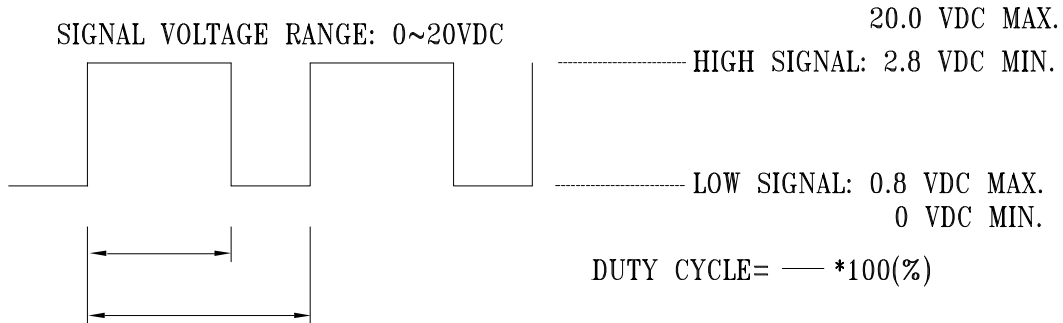 20.0 VDC MAX.
SIGNAL VOLTAGE RANGE: 0~20VDC
HIGH SIGNAL: 2.8 VDC MIN.
LOW SIGNAL: 0.8 VDC MAX.
0 VDC MIN.
DUTY CYCLE= — *100(%)